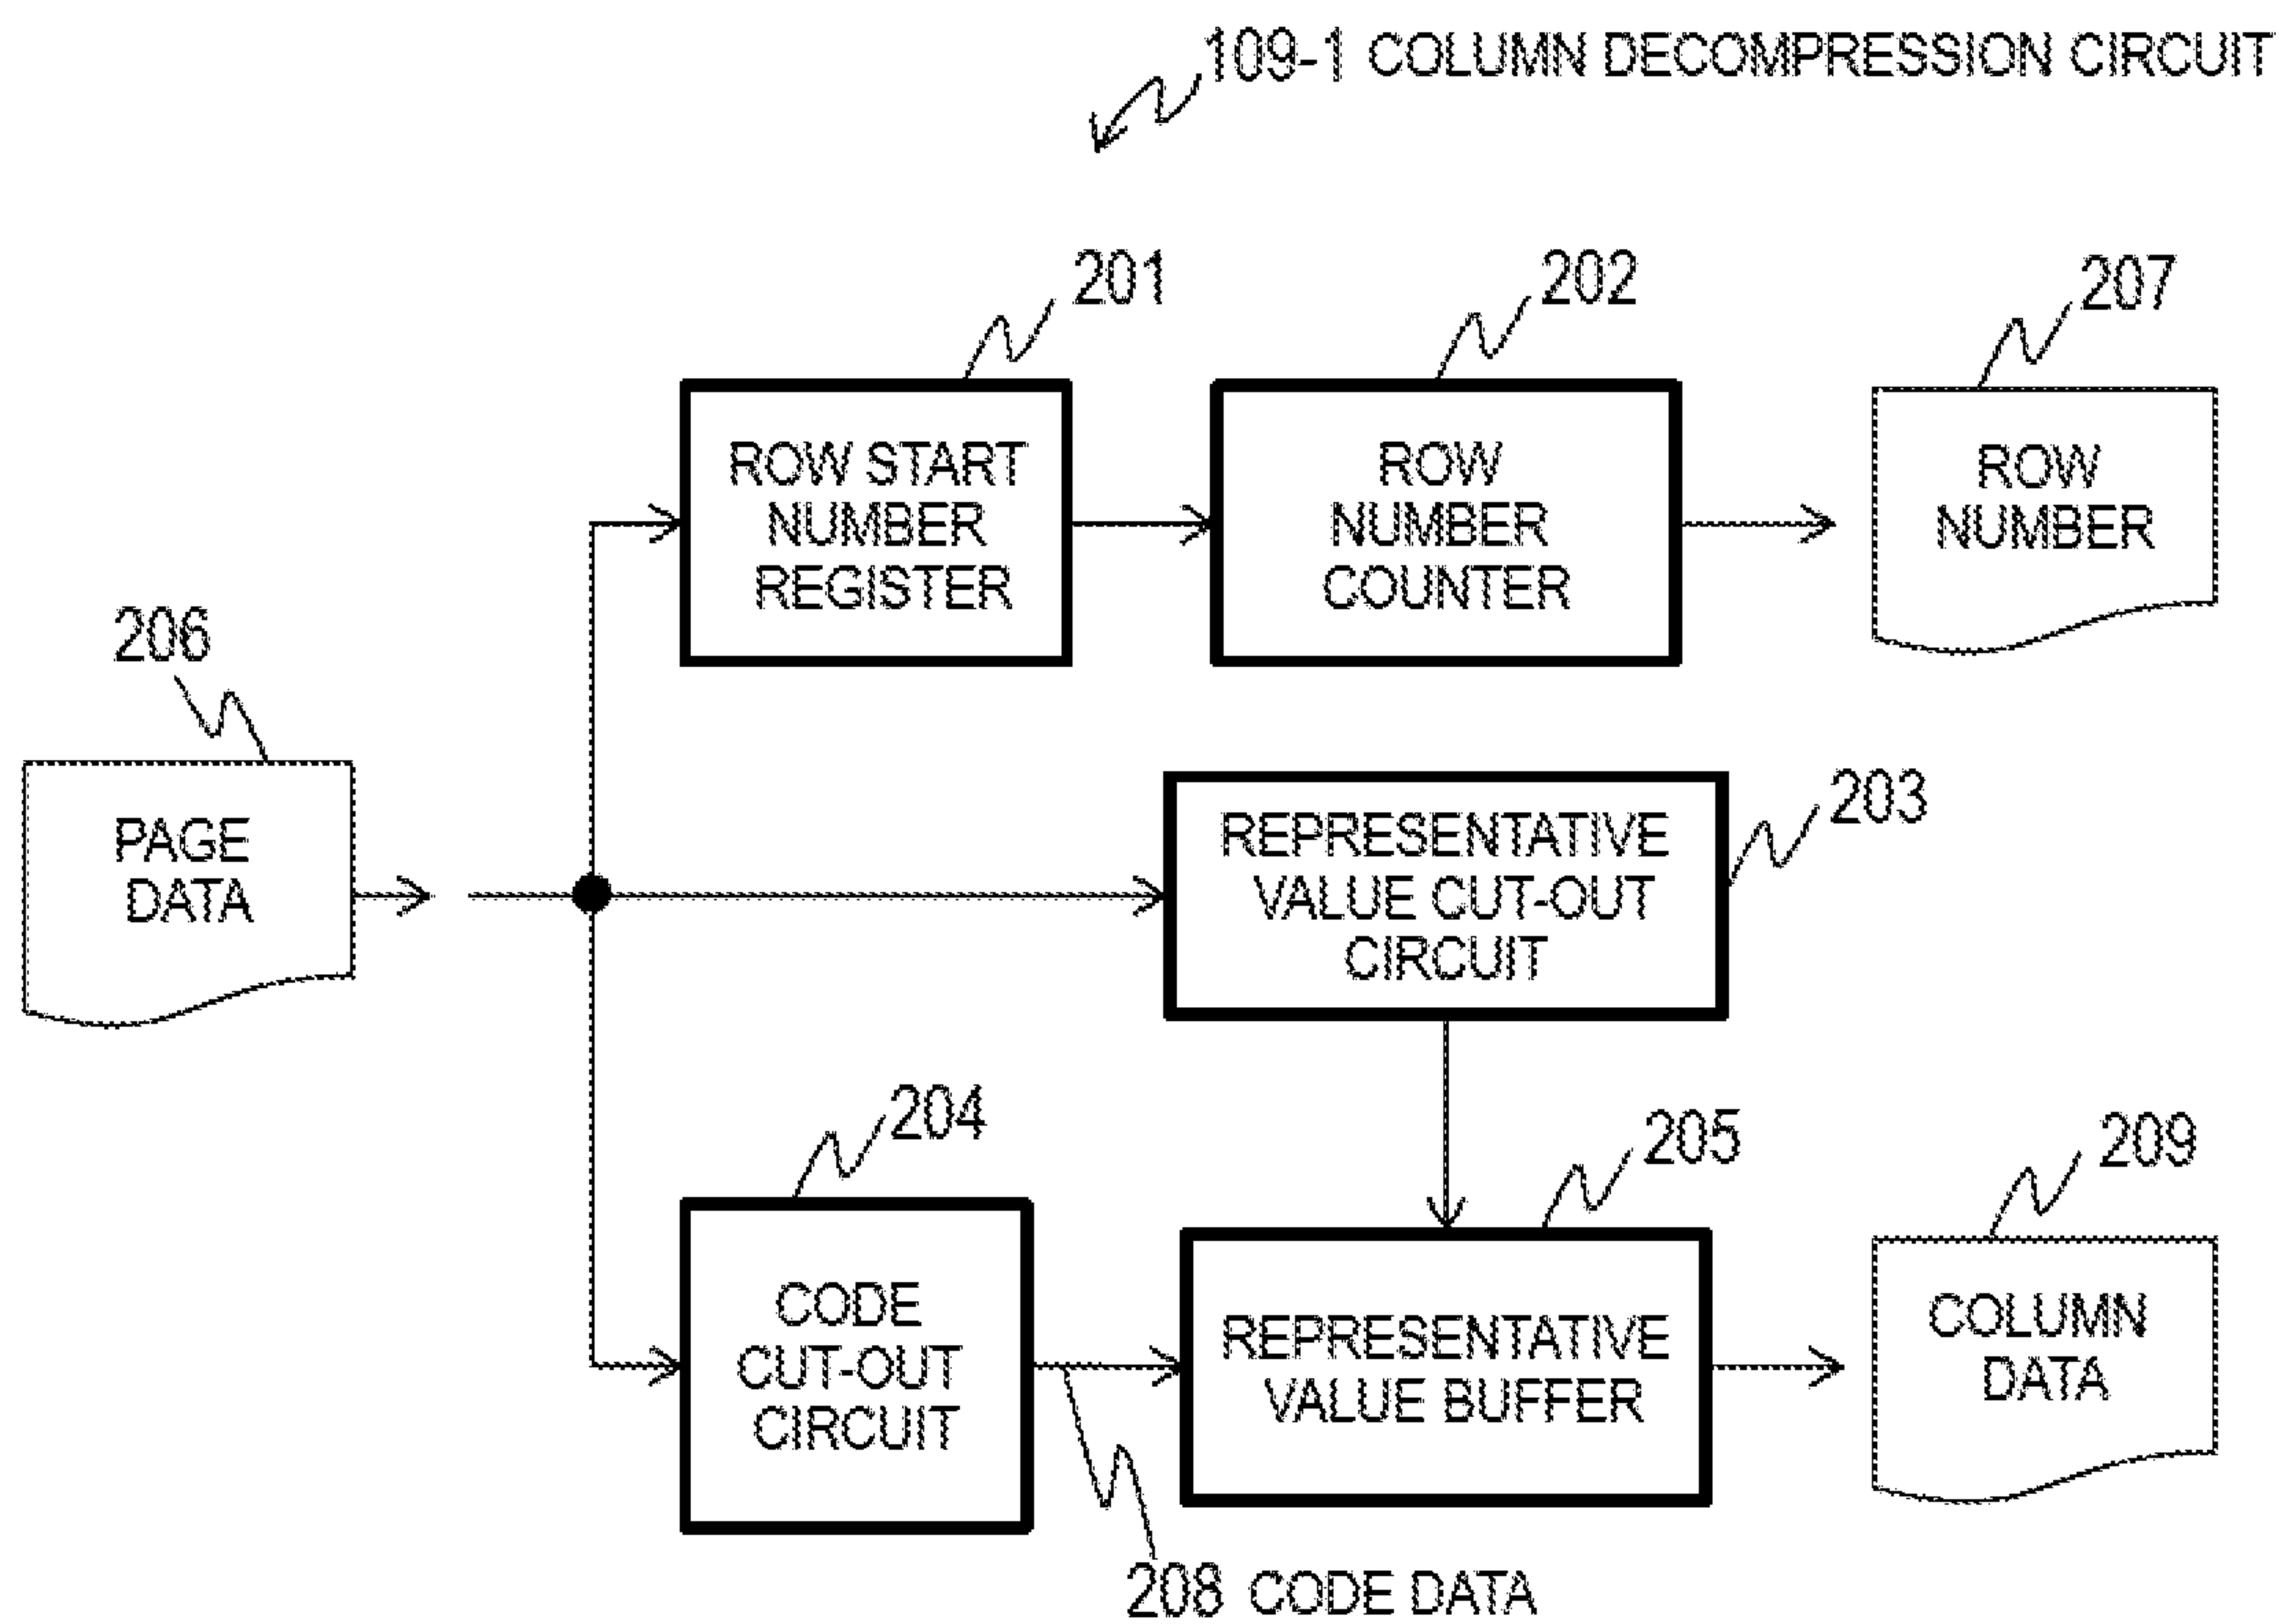 109-1 COLUMN DECOMPRESSION CIRCUIT
201
202
207
ROW START
NUMBER
REGISTER
ROW
NUMBER
COUNTER
ROW
NUMBER
206
PAGE
DATA
203
REPRESENTATIVE
VALUE CUT-OUT
CIRCUIT
204
205
209
CODE
CUT-OUT
CIRCUIT
REPRESENTATIVE
VALUE BUFFER
COLUMN
DATA
208 CODE DATA